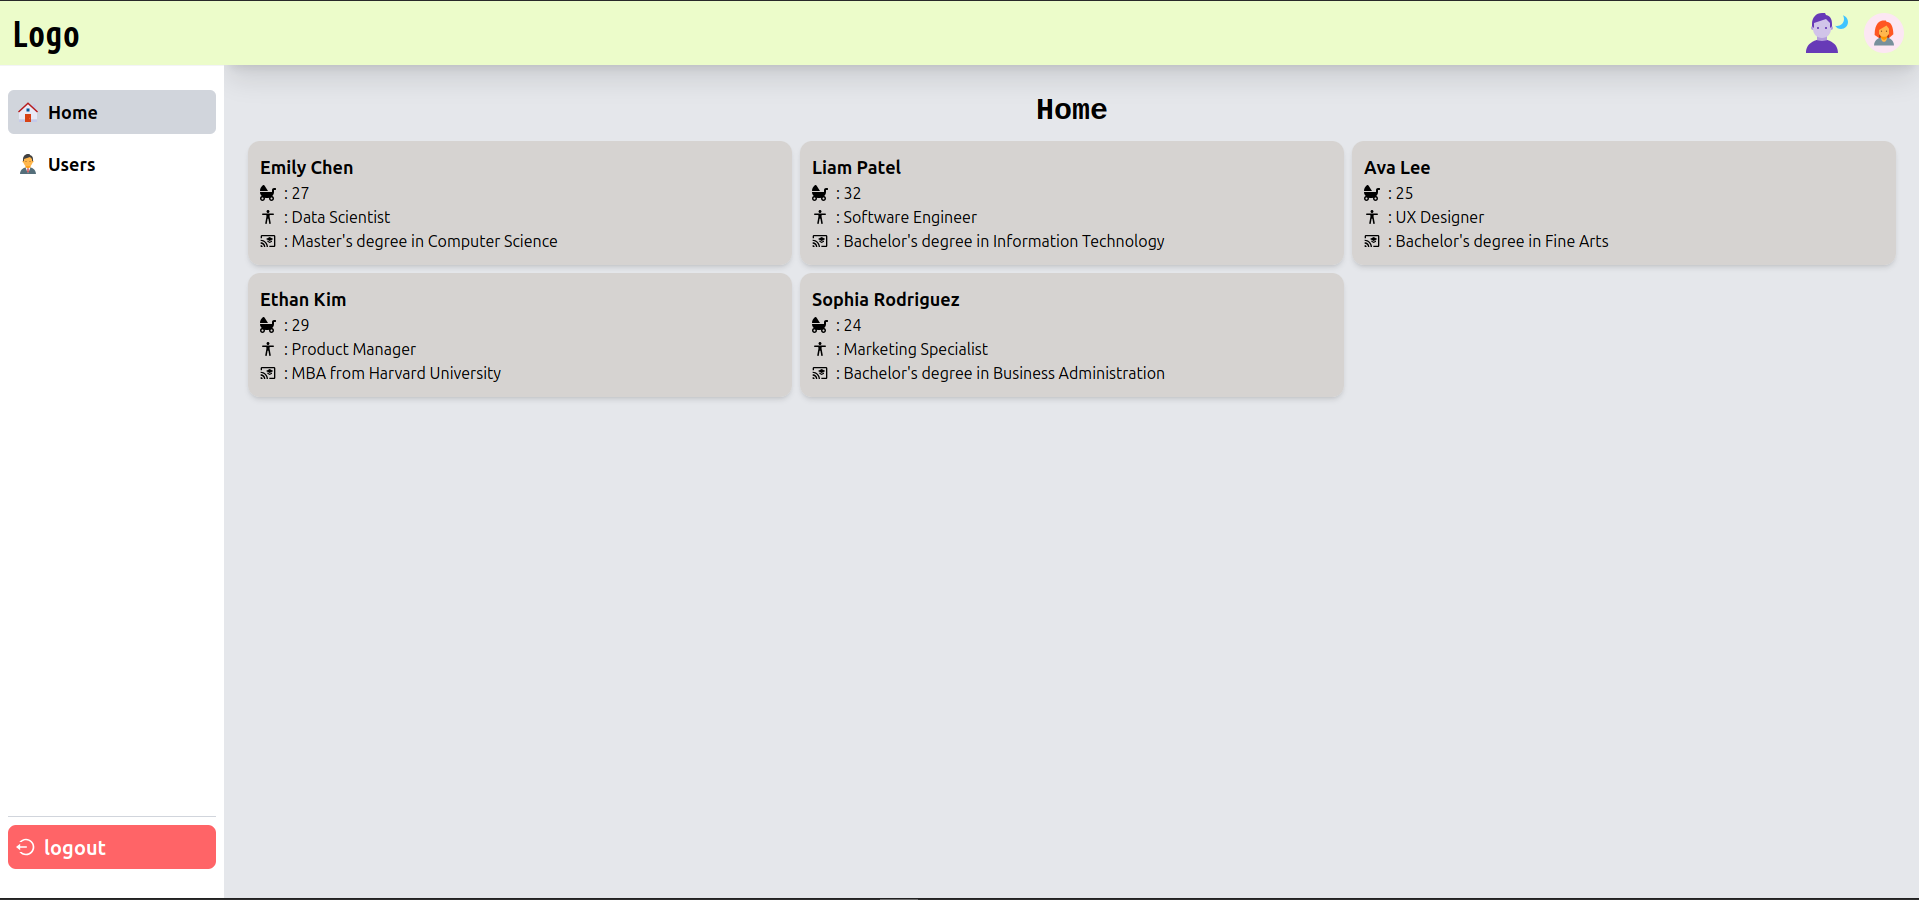 Logo
Home
Users
logout
Home
Emily Chen
: 27
: Data Scientist
: Master's degree in Computer Science
Liam Patel
: 32
: Software Engineer
: Bachelor's degree in Information Technology
Ava Lee
: 25
: UX Designer
: Bachelor's degree in Fine Arts
Ethan Kim
: 29
: Product Manager
: MBA from Harvard University
Sophia Rodriguez
: 24
: Marketing Specialist
: Bachelor's degree in Business Administration